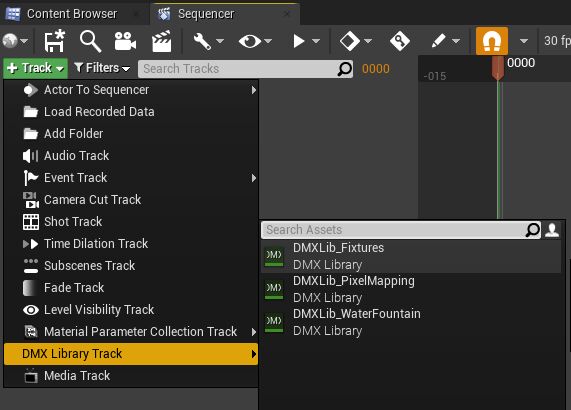 Content Browser
Sequencer
30 fp
Track
Filters
Search Tracks
0000
-015
0000
Actor To Sequencer
Load Recorded Data
Add Folder
Audio Track
Event Track
Camera Cut Track
Shot Track
Time Dilation Track
Subscenes Track
Fade Track
Level Visibility Track
Material Parameter Collection Track
DMX Library Track
Media Track
Search Assets
DMXLib_Fixtures
DMX Library
DMXLib_PixelMapping
DMX Library
DMXLib_WaterFountain
DMX Library